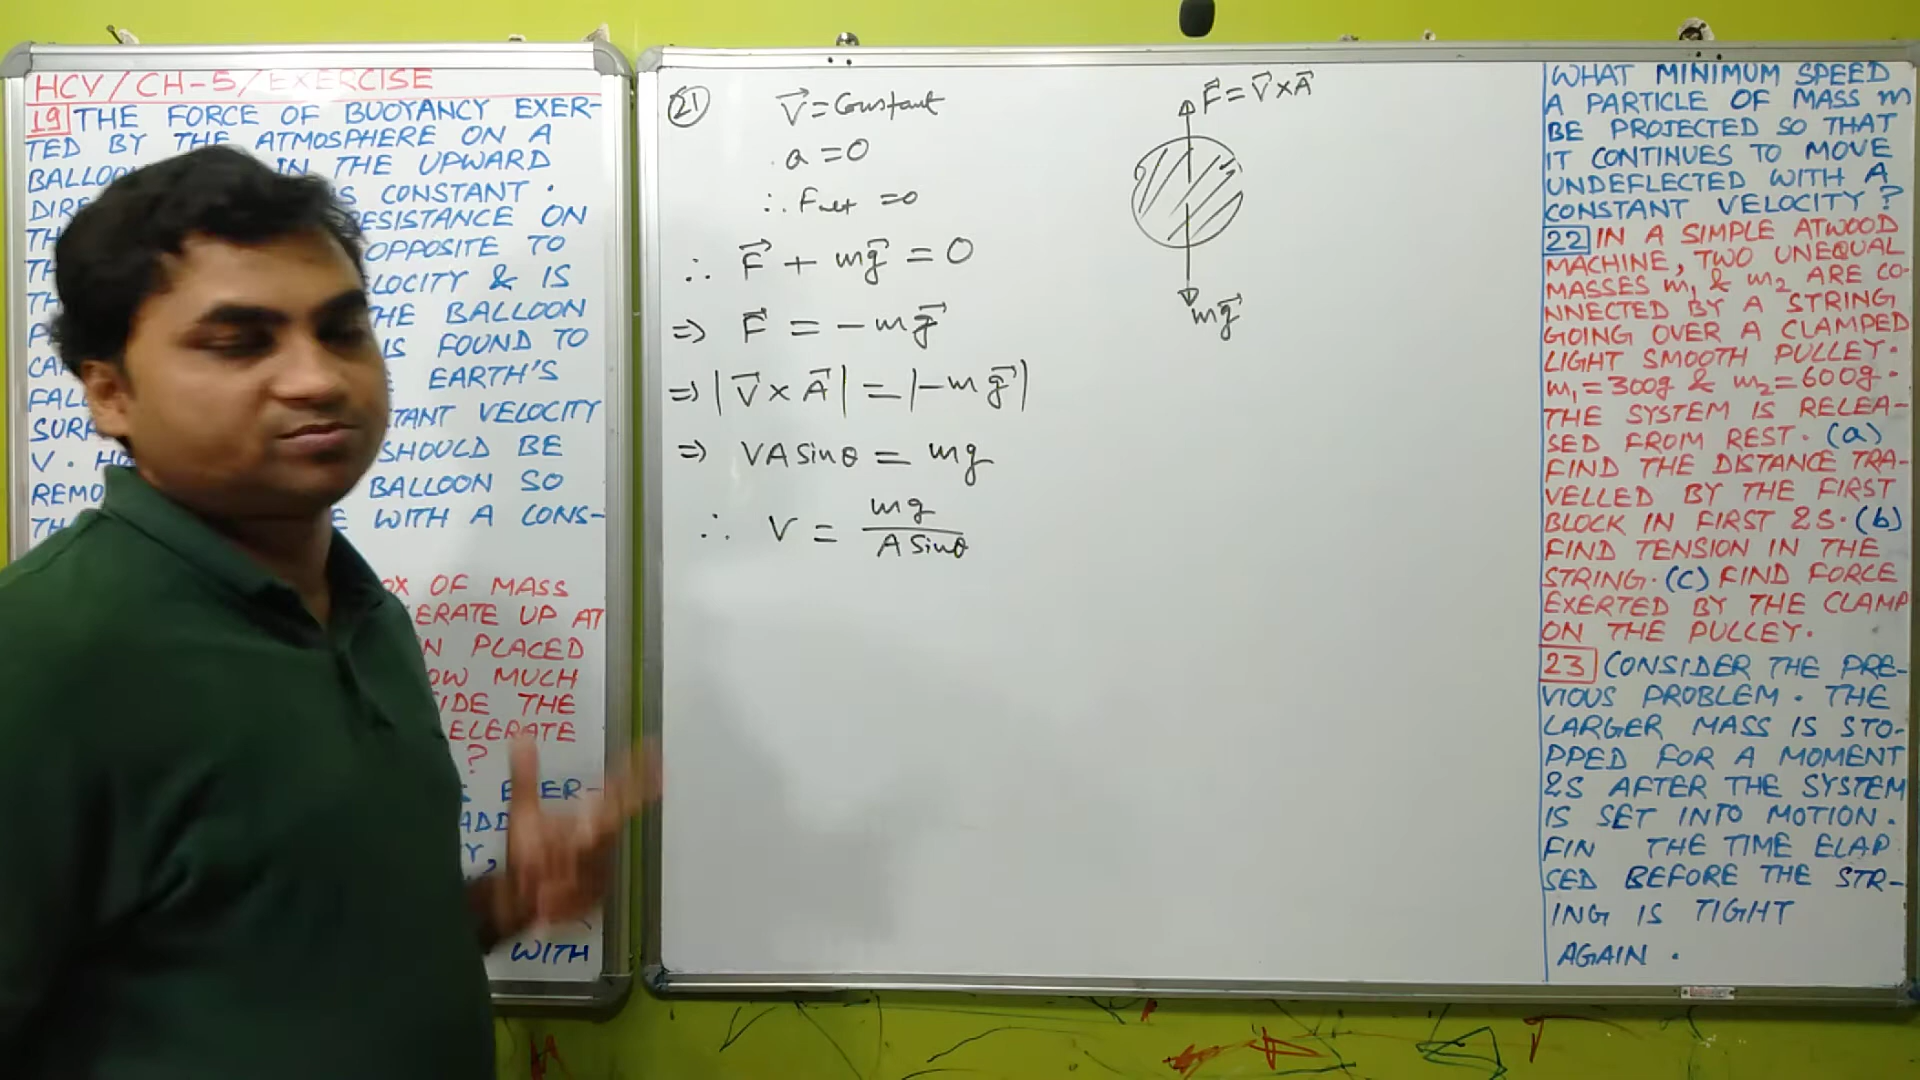 HCV/CH-5/EXERCISE
19 THE FORCE OF BUOYANCY EXER-
TED BY THE ATMOSPHERE ON A
BALLOON IN THE UPWARD
CONSTANT.
RESISTANCE ON
OPPOSITE TO
& IS
THE BALLOON
IS FOUND TO
EARTH'S
VELOCITY
V. SHOULD BE
BALLOON SO
WITH A CONS-
OF MASS
UP AT
PLACED
MUCH
THE
?
WITH
21 V⃗ = Constant
a = 0
∴ Fnet = 0
∴ F⃗ + mg⃗ = 0
⇒ F⃗ = -mg⃗
⇒ |V⃗ × A⃗| = |-mg⃗|
⇒ VA sinθ = mg
∴ V = mg / A sinθ
F⃗ = V⃗ × A⃗
mg⃗
WHAT MINIMUM SPEED
A PARTICLE OF MASS m
BE PROJECTED SO THAT
IT CONTINUES TO MOVE
UNDEFLECTED WITH A
CONSTANT VELOCITY?
22 IN A SIMPLE ATWOOD
MACHINE, TWO UNEQUAL
MASSES m₁ & m₂ ARE CO-
NNECTED BY A STRING
GOING OVER A CLAMPED
LIGHT SMOOTH PULLEY.
m₁=300g & m₂=600g.
THE SYSTEM IS RELEA-
SED FROM REST. (a)
FIND THE DISTANCE TRA-
VELLED BY THE FIRST
BLOCK IN FIRST 2S. (b)
FIND TENSION IN THE
STRING. (c) FIND FORCE
EXERTED BY THE CLAMP
ON THE PULLEY.
23 CONSIDER THE PRE-
VIOUS PROBLEM. THE
LARGER MASS IS STO-
PPED FOR A MOMENT
2S AFTER THE SYSTEM
IS SET INTO MOTION.
FIN THE TIME ELAP
SED BEFORE THE STR-
ING IS TIGHT
AGAIN.